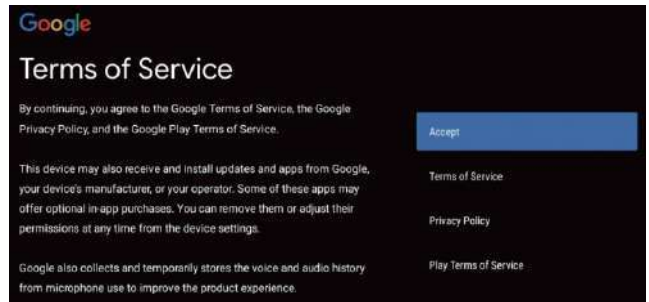 Google
Terms of Service
By continuing, you agree to the Google Terms of Service, the Google
Privacy Policy, and the Google Play Terms of Service.
This device may also receive and install updates and apps from Google,
your device's manufacturer, or your operator. Some of these apps may
offer optional in-app purchases. You can remove them or adjust their
permissions at any time from the device settings.
Google also collects and temporarily stores the voice and audio history
from microphone use to improve the product experience.
Accept
Terms of Service
Privacy Policy
Play Terms of Service